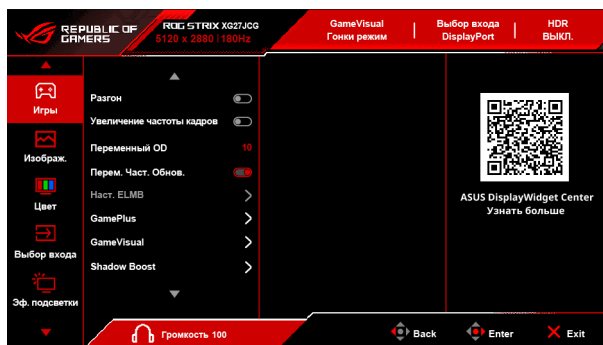 REPUBLIC OF
GAMERS
ROG STRIX XG27JCG
5120 x 2880 | 180Hz
GameVisual
Гонки режим
Выбор входа
DisplayPort
HDR
ВЫКЛ.
Игры
Изображ.
Цвет
Выбор входа
Эф. подсветки
Разгон
Увеличение частоты кадров
Переменный OD 10
Перем. Част. Обнов.
Наст. ELMB
GamePlus
GameVisual
Shadow Boost
ASUS DisplayWidget Center
Узнать больше
Громкость 100
Back
Enter
Exit